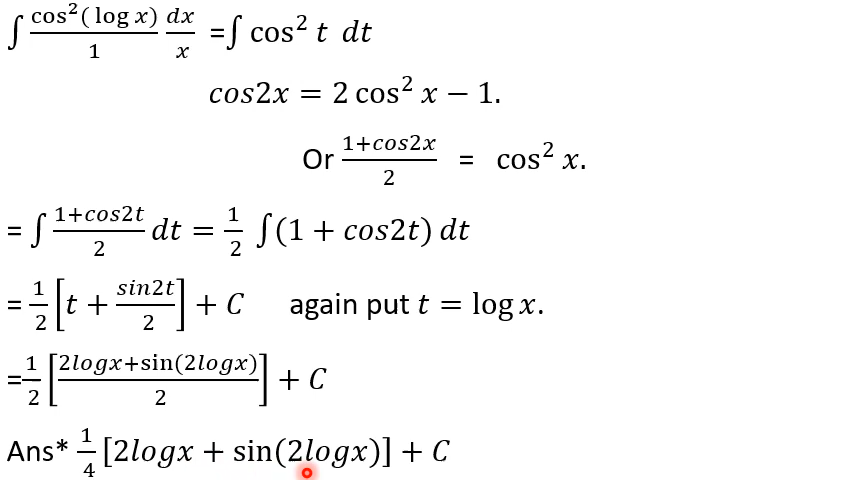 ∫ cos²( log x)/1 dx/x = ∫ cos² t dt
cos2x = 2 cos² x − 1.
Or (1+cos2x)/2 = cos² x.
= ∫ (1+cos2t)/2 dt = 1/2 ∫(1 + cos2t) dt
= 1/2 [t + sin2t/2] + C again put t = log x.
=1/2 [(2logx+sin(2logx))/2] + C
Ans* 1/4 [2logx + sin(2logx)] + C